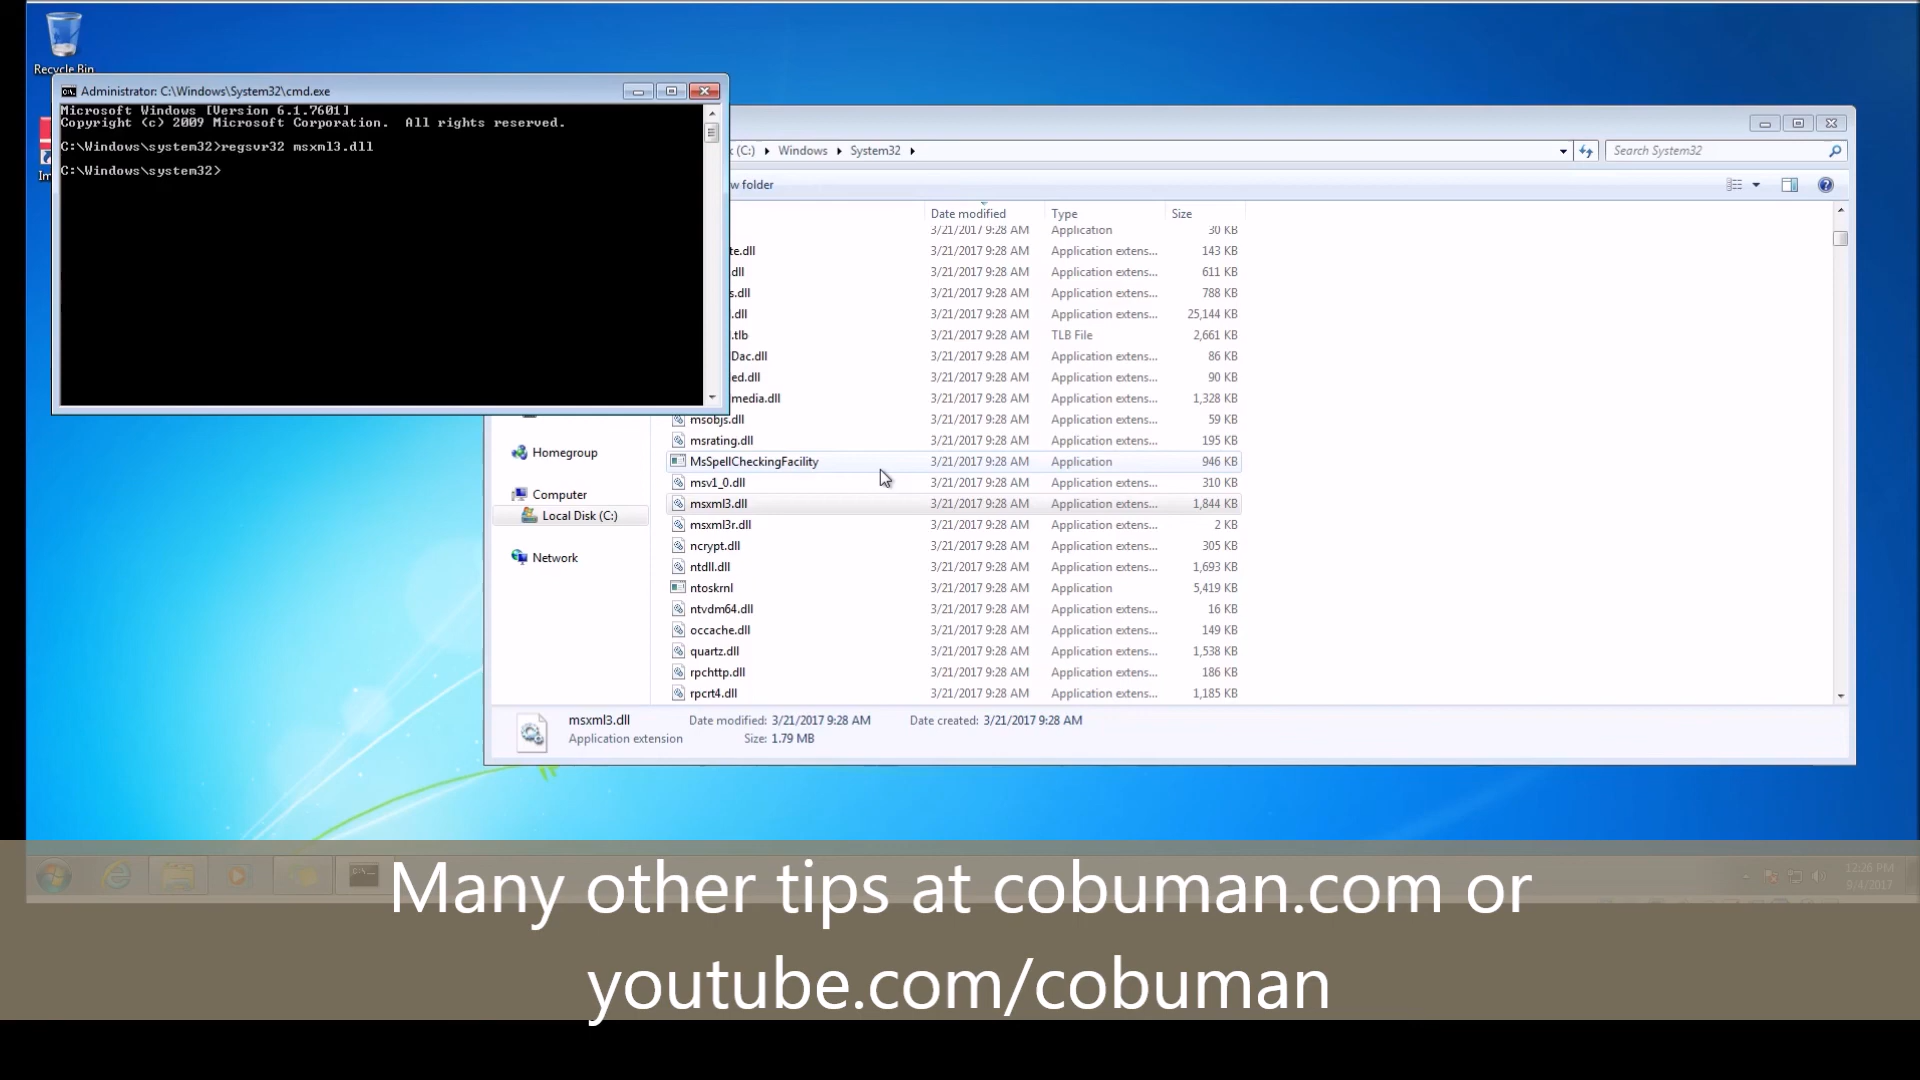 Recycle Bin
Administrator: C:\Windows\System32\cmd.exe
Microsoft Windows [Version 6.1.7601]
Copyright (c) 2009 Microsoft Corporation.  All rights reserved.
C:\Windows\system32>regsvr32 msxml3.dll
C:\Windows\system32>
Im
(C:) Windows System32
Search System32
w folder
Date modified Type Size
3/21/2017 9:28 AM Application 30 KB
te.dll 3/21/2017 9:28 AM Application extens... 143 KB
.dll 3/21/2017 9:28 AM Application extens... 611 KB
s.dll 3/21/2017 9:28 AM Application extens... 788 KB
.dll 3/21/2017 9:28 AM Application extens... 25,144 KB
.tlb 3/21/2017 9:28 AM TLB File 2,661 KB
Dac.dll 3/21/2017 9:28 AM Application extens... 86 KB
ed.dll 3/21/2017 9:28 AM Application extens... 90 KB
media.dll 3/21/2017 9:28 AM Application extens... 1,328 KB
msobjs.dll 3/21/2017 9:28 AM Application extens... 59 KB
msrating.dll 3/21/2017 9:28 AM Application extens... 195 KB
MsSpellCheckingFacility 3/21/2017 9:28 AM Application 946 KB
msv1_0.dll 3/21/2017 9:28 AM Application extens... 310 KB
msxml3.dll 3/21/2017 9:28 AM Application extens... 1,844 KB
msxml3r.dll 3/21/2017 9:28 AM Application extens... 2 KB
ncrypt.dll 3/21/2017 9:28 AM Application extens... 305 KB
ntdll.dll 3/21/2017 9:28 AM Application extens... 1,693 KB
ntoskrnl 3/21/2017 9:28 AM Application 5,419 KB
ntvdm64.dll 3/21/2017 9:28 AM Application extens... 16 KB
occache.dll 3/21/2017 9:28 AM Application extens... 149 KB
quartz.dll 3/21/2017 9:28 AM Application extens... 1,538 KB
rpchttp.dll 3/21/2017 9:28 AM Application extens... 186 KB
rpcrt4.dll 3/21/2017 9:28 AM Application extens... 1,185 KB
Homegroup
Computer
Local Disk (C:)
Network
msxml3.dll Date modified: 3/21/2017 9:28 AM Date created: 3/21/2017 9:28 AM
Application extension Size: 1.79 MB
12:26 PM
9/4/2017
Many other tips at cobuman.com or
youtube.com/cobuman